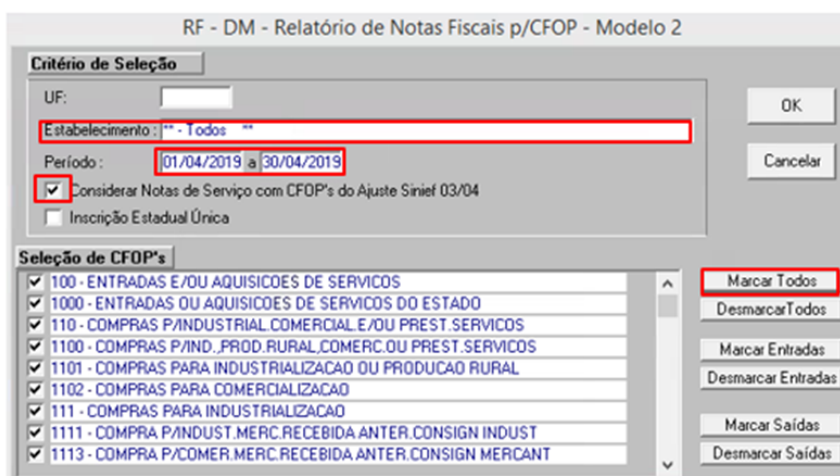 RF - DM - Relatório de Notas Fiscais p/CFOP - Modelo 2
Critério de Seleção
UF:
OK
Estabelecimento : ** - Todos **
Período : 01/04/2019 a 30/04/2019
Cancelar
Considerar Notas de Serviço com CFOP's do Ajuste Sinief 03/04
Inscrição Estadual Única
Seleção de CFOP's
100 - ENTRADAS E/OU AQUISICOES DE SERVICOS
1000 - ENTRADAS OU AQUISICOES DE SERVICOS DO ESTADO
110 - COMPRAS P/INDUSTRIAL.COMERCIAL.E/OU PREST.SERVICOS
1100 - COMPRAS P/IND.,PROD.RURAL,COMERC.OU PREST.SERVICOS
1101 - COMPRAS PARA INDUSTRIALIZACAO OU PRODUCAO RURAL
1102 - COMPRAS PARA COMERCIALIZACAO
111 - COMPRAS PARA INDUSTRIALIZACAO
1111 - COMPRA P/INDUST.MERC.RECEBIDA ANTER.CONSIGN INDUST
1113 - COMPRA P/COMER.MERC.RECEBIDA ANTER.CONSIGN MERCANT
Marcar Todos
DesmarcarTodos
Marcar Entradas
Desmarcar Entradas
Marcar Saídas
Desmarcar Saídas